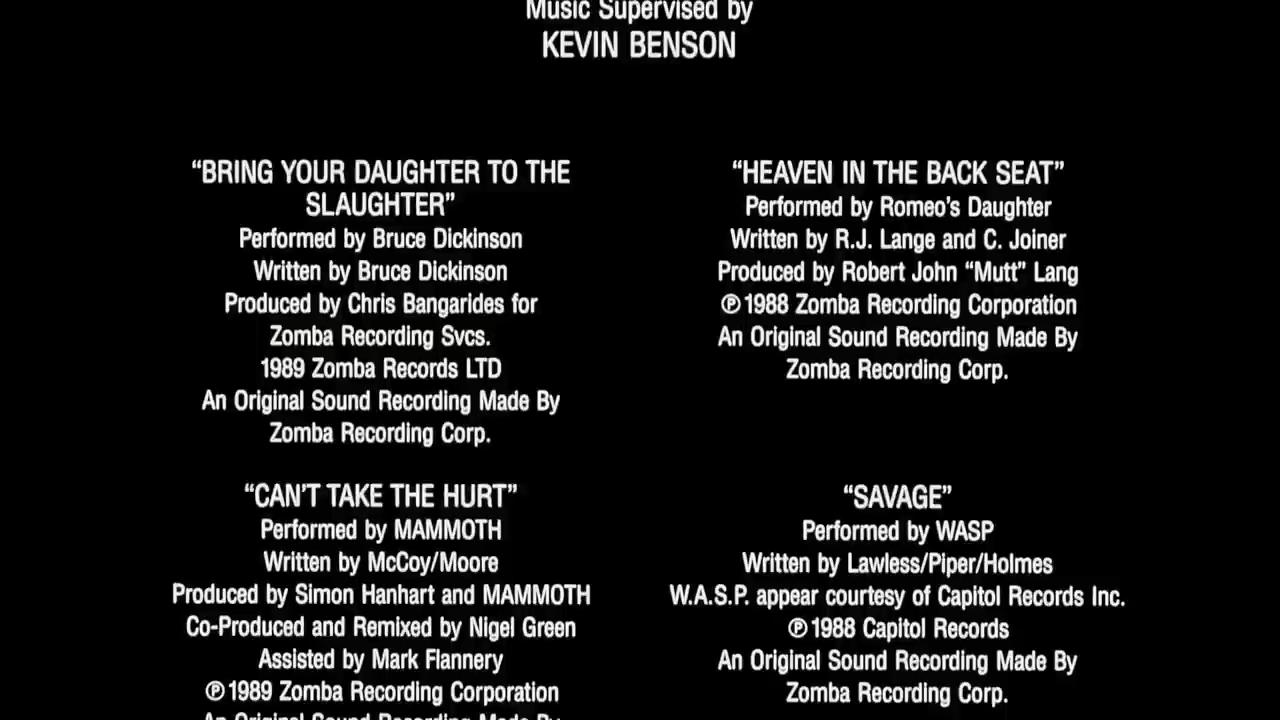 Music Supervised by
KEVIN BENSON
“BRING YOUR DAUGHTER TO THE
SLAUGHTER”
Performed by Bruce Dickinson
Written by Bruce Dickinson
Produced by Chris Bangarides for
Zomba Recording Svcs.
1989 Zomba Records LTD
An Original Sound Recording Made By
Zomba Recording Corp.
“HEAVEN IN THE BACK SEAT”
Performed by Romeo’s Daughter
Written by R.J. Lange and C. Joiner
Produced by Robert John “Mutt” Lang
℗ 1988 Zomba Recording Corporation
An Original Sound Recording Made By
Zomba Recording Corp.
“CAN’T TAKE THE HURT”
Performed by MAMMOTH
Written by McCoy/Moore
Produced by Simon Hanhart and MAMMOTH
Co-Produced and Remixed by Nigel Green
Assisted by Mark Flannery
℗ 1989 Zomba Recording Corporation
An Original Sound Recording Made By
“SAVAGE”
Performed by WASP
Written by Lawless/Piper/Holmes
W.A.S.P. appear courtesy of Capitol Records Inc.
℗ 1988 Capitol Records
An Original Sound Recording Made By
Zomba Recording Corp.